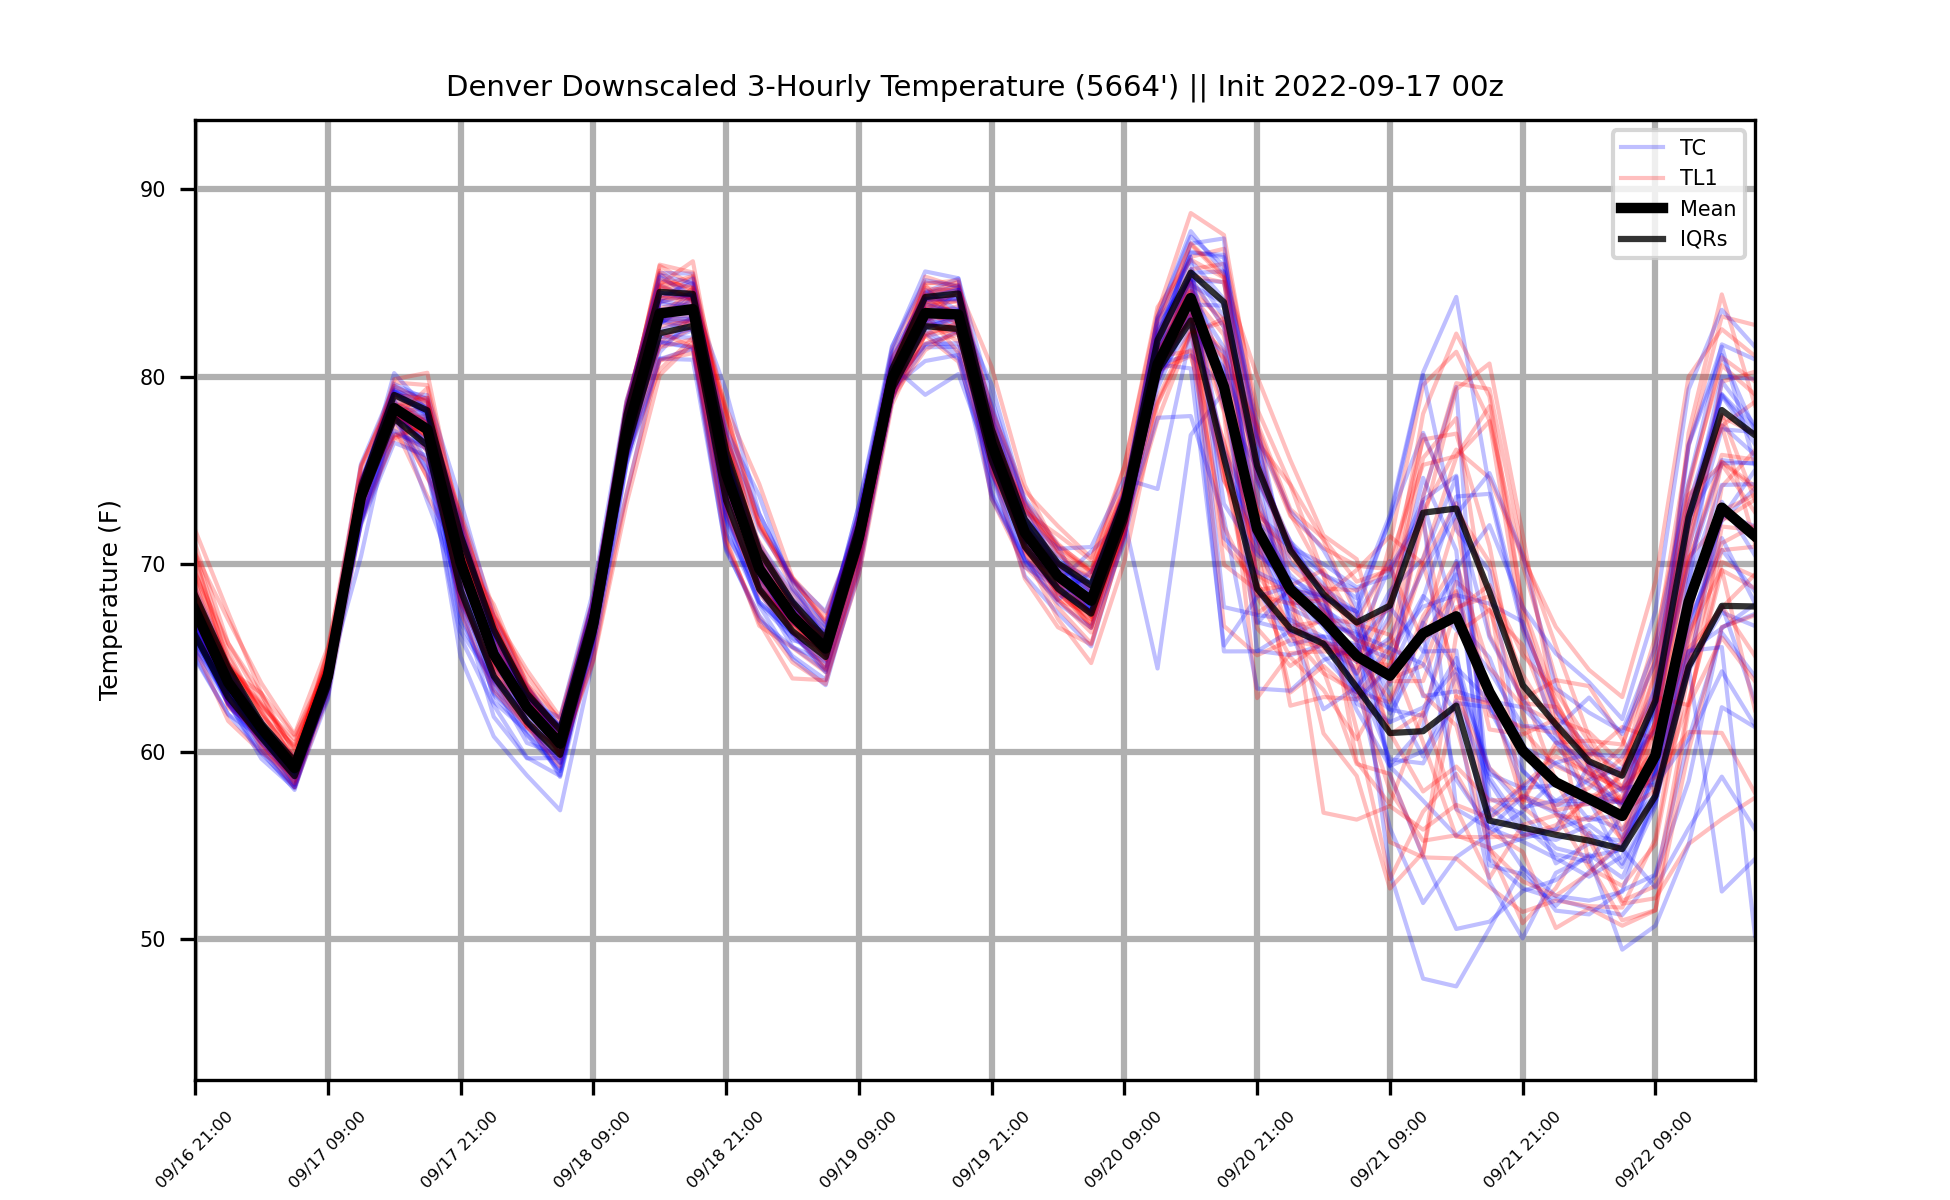 Denver Downscaled 3-Hourly Temperature (5664') || Init 2022-09-17 00z
TC
TL1
Mean
IQRs
Temperature (F)
90
80
70
60
50
09/16 21:00
09/17 09:00
09/17 21:00
09/18 09:00
09/18 21:00
09/19 09:00
09/19 21:00
09/20 09:00
09/20 21:00
09/21 09:00
09/21 21:00
09/22 09:00